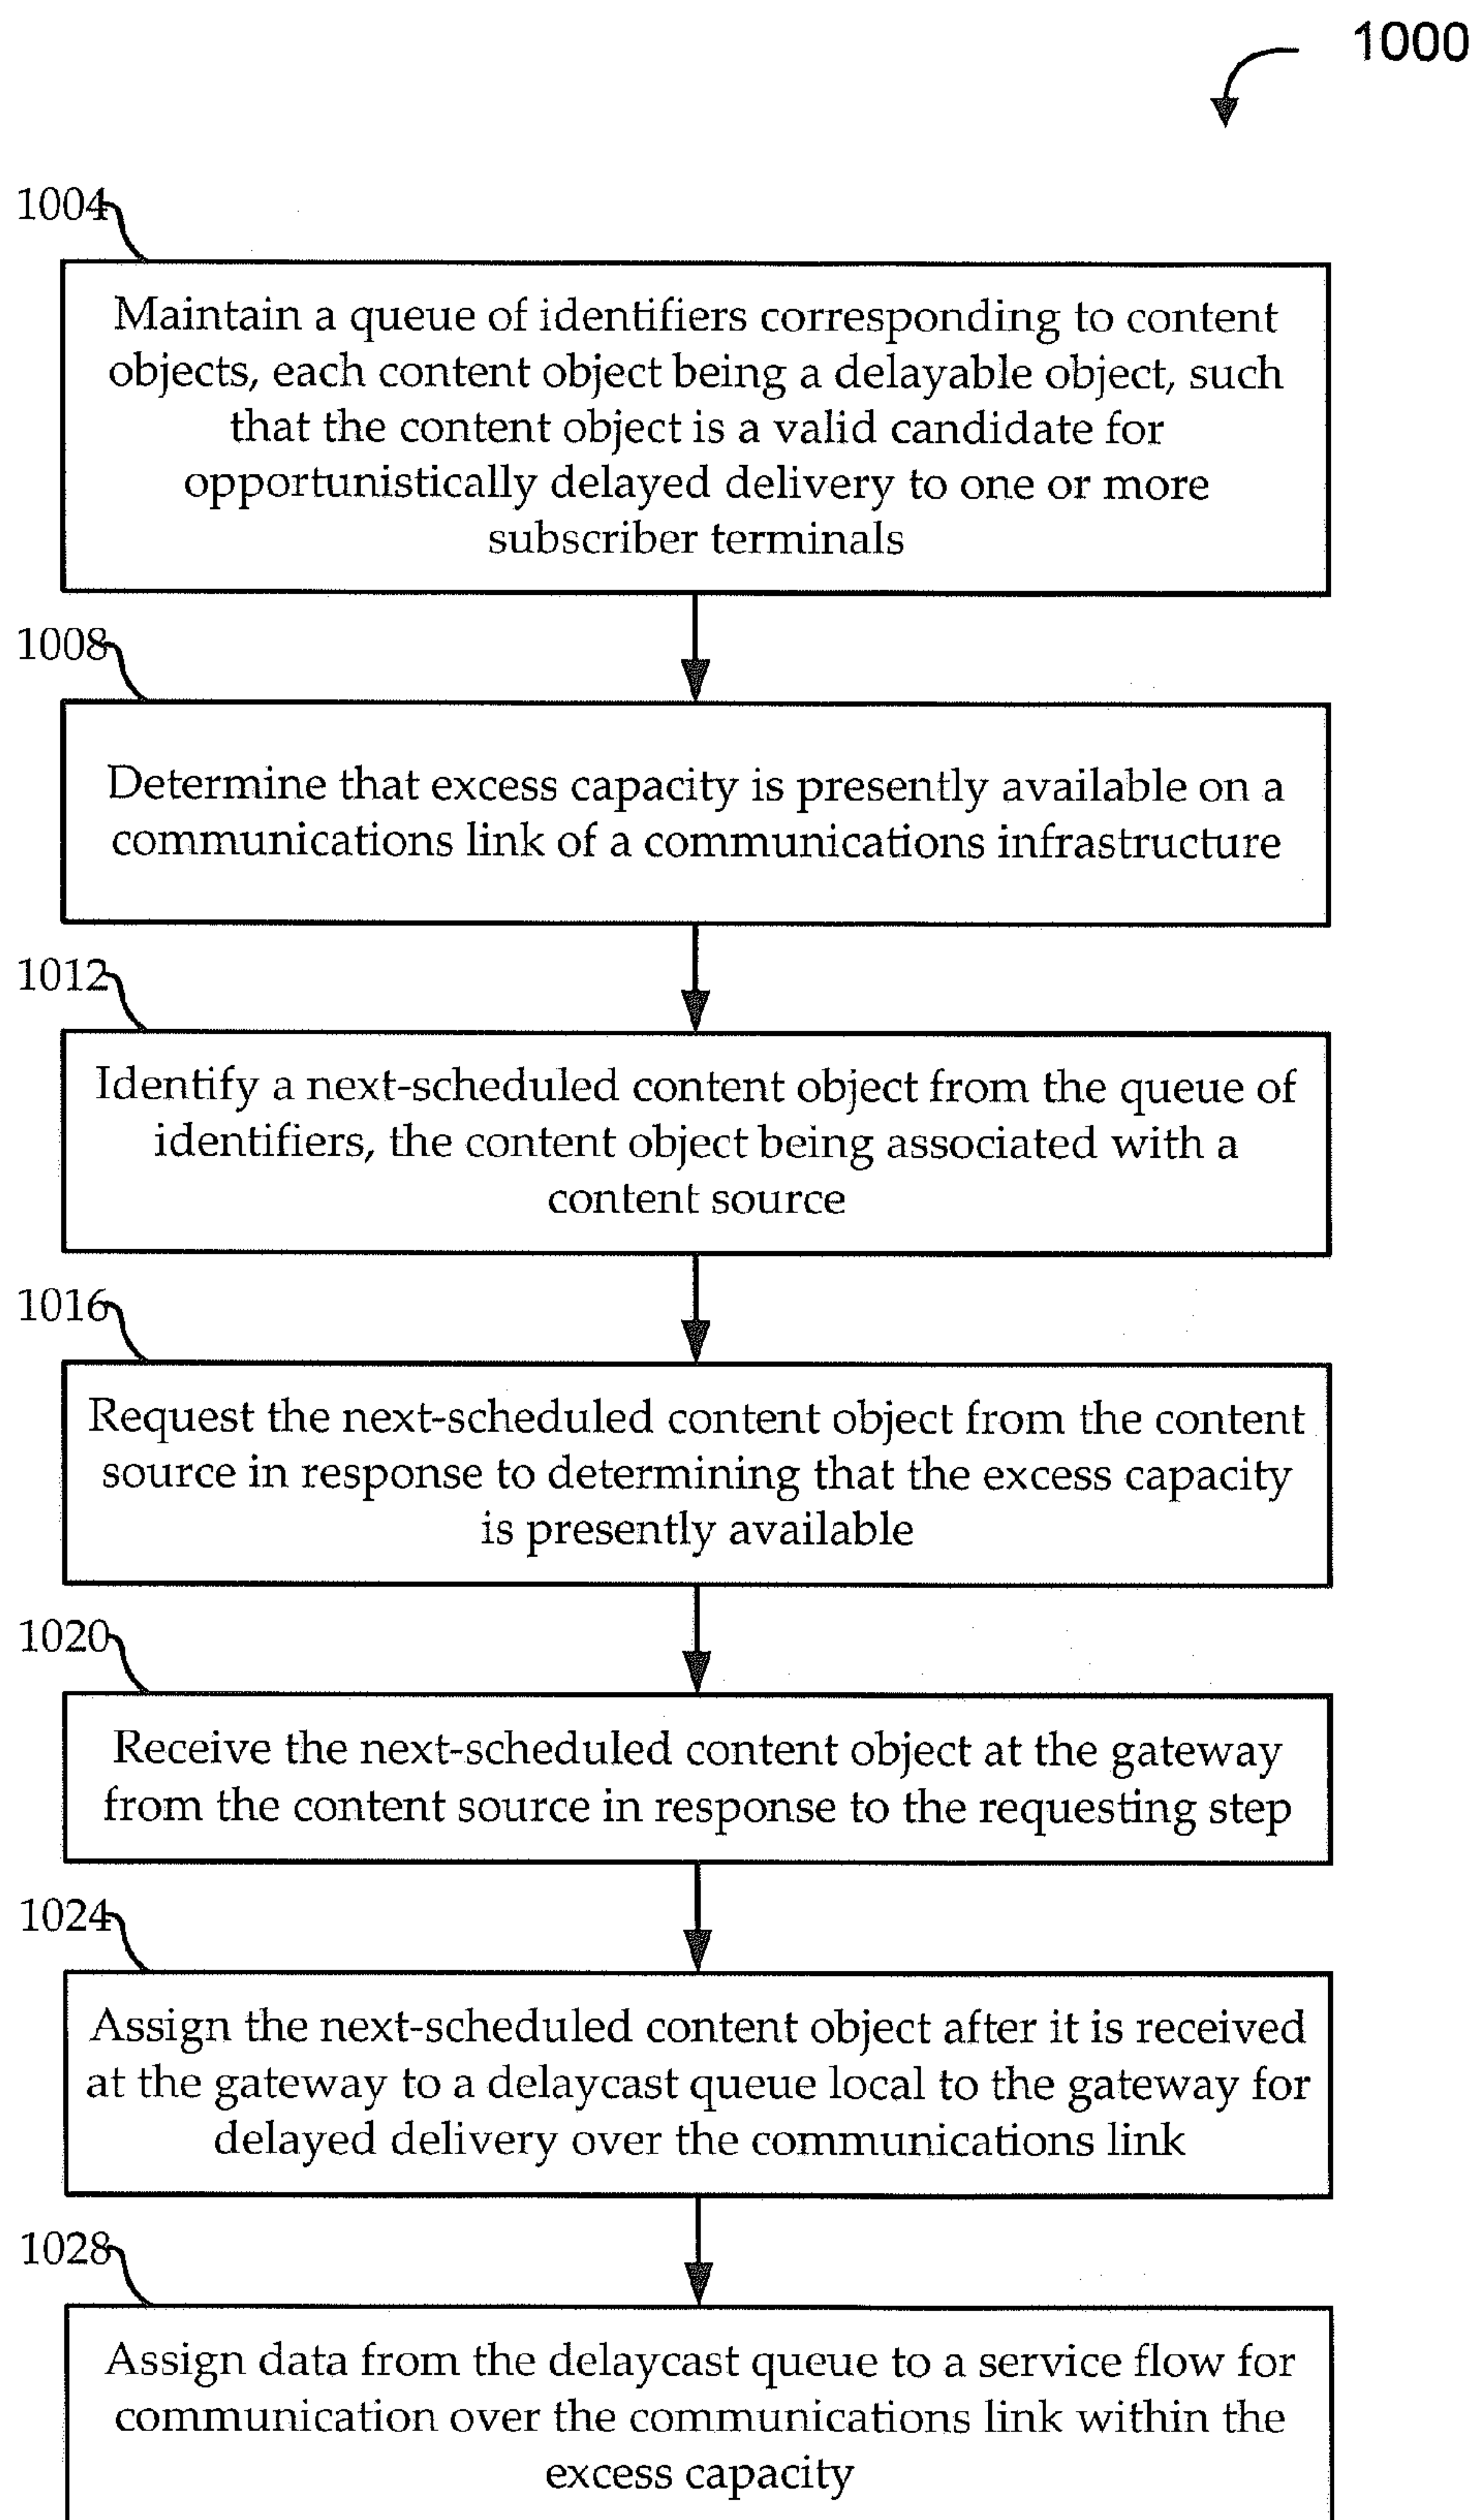 1000
1004
Maintain a queue of identifiers corresponding to content
objects, each content object being a delayable object, such
that the content object is a valid candidate for
opportunistically delayed delivery to one or more
subscriber terminals
1008
Determine that excess capacity is presently available on a
communications link of a communications infrastructure
1012
Identify a next-scheduled content object from the queue of
identifiers, the content object being associated with a
content source
1016
Request the next-scheduled content object from the content
source in response to determining that the excess capacity
is presently available
1020
Receive the next-scheduled content object at the gateway
from the content source in response to the requesting step
1024
Assign the next-scheduled content object after it is received
at the gateway to a delaycast queue local to the gateway for
delayed delivery over the communications link
1028
Assign data from the delaycast queue to a service flow for
communication over the communications link within the
excess capacity